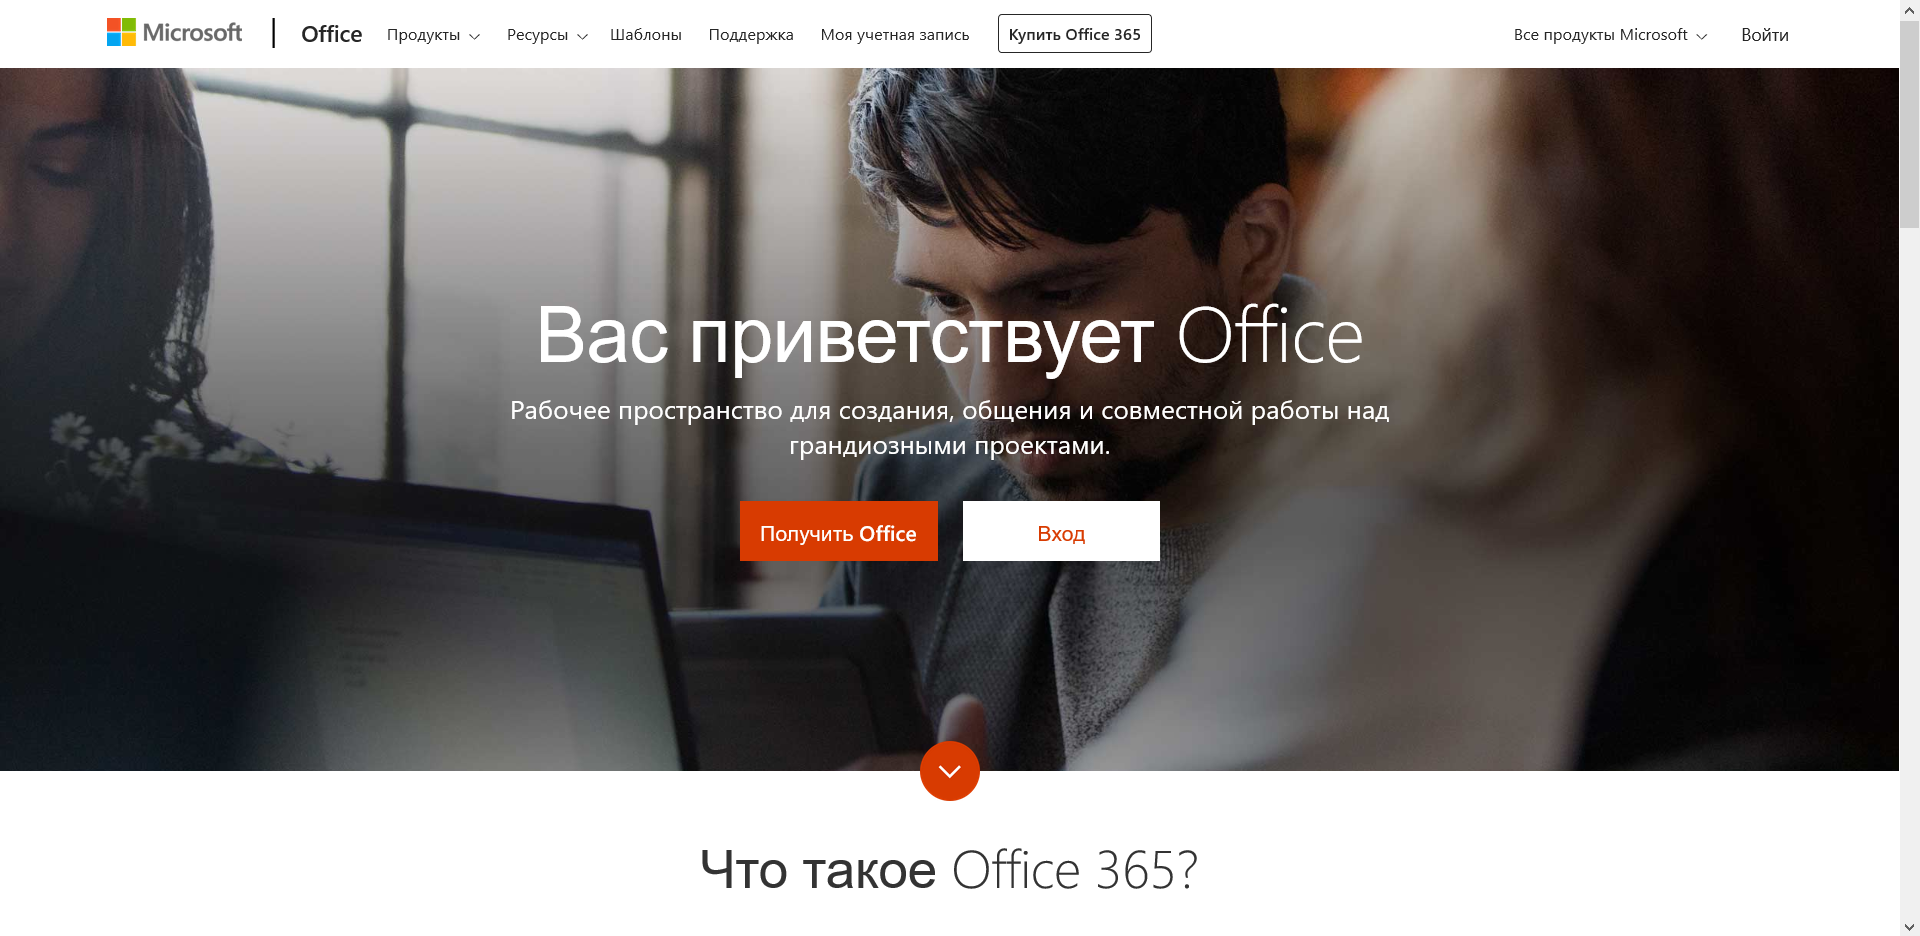 Microsoft Office Продукты Ресурсы Шаблоны Поддержка Моя учетная запись Купить Office 365 Все продукты Microsoft Войти
Вас приветствует Office
Рабочее пространство для создания, общения и совместной работы над
грандиозными проектами.
Получить Office Вход
Что такое Office 365?